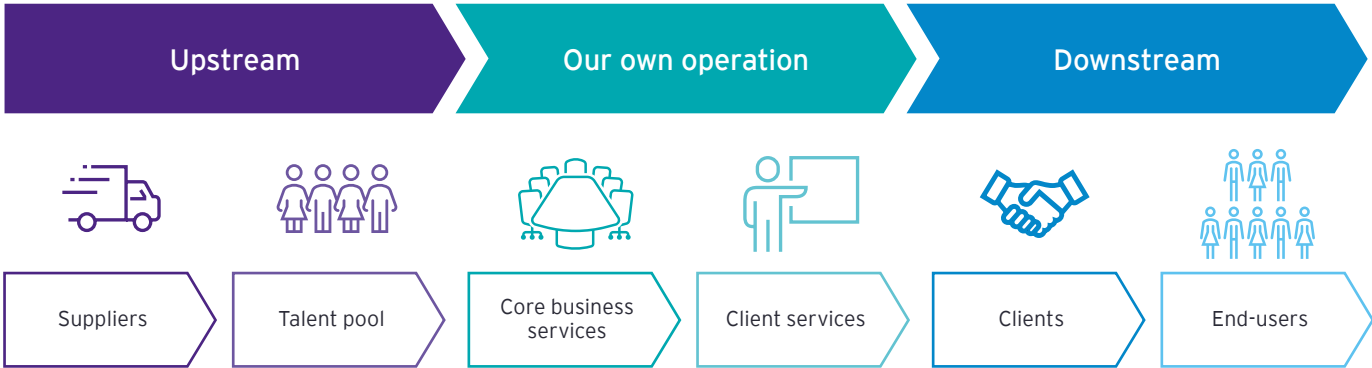 Upstream
Our own operation
Downstream
Suppliers
Talent pool
Core business
services
Client services
Clients
End-users